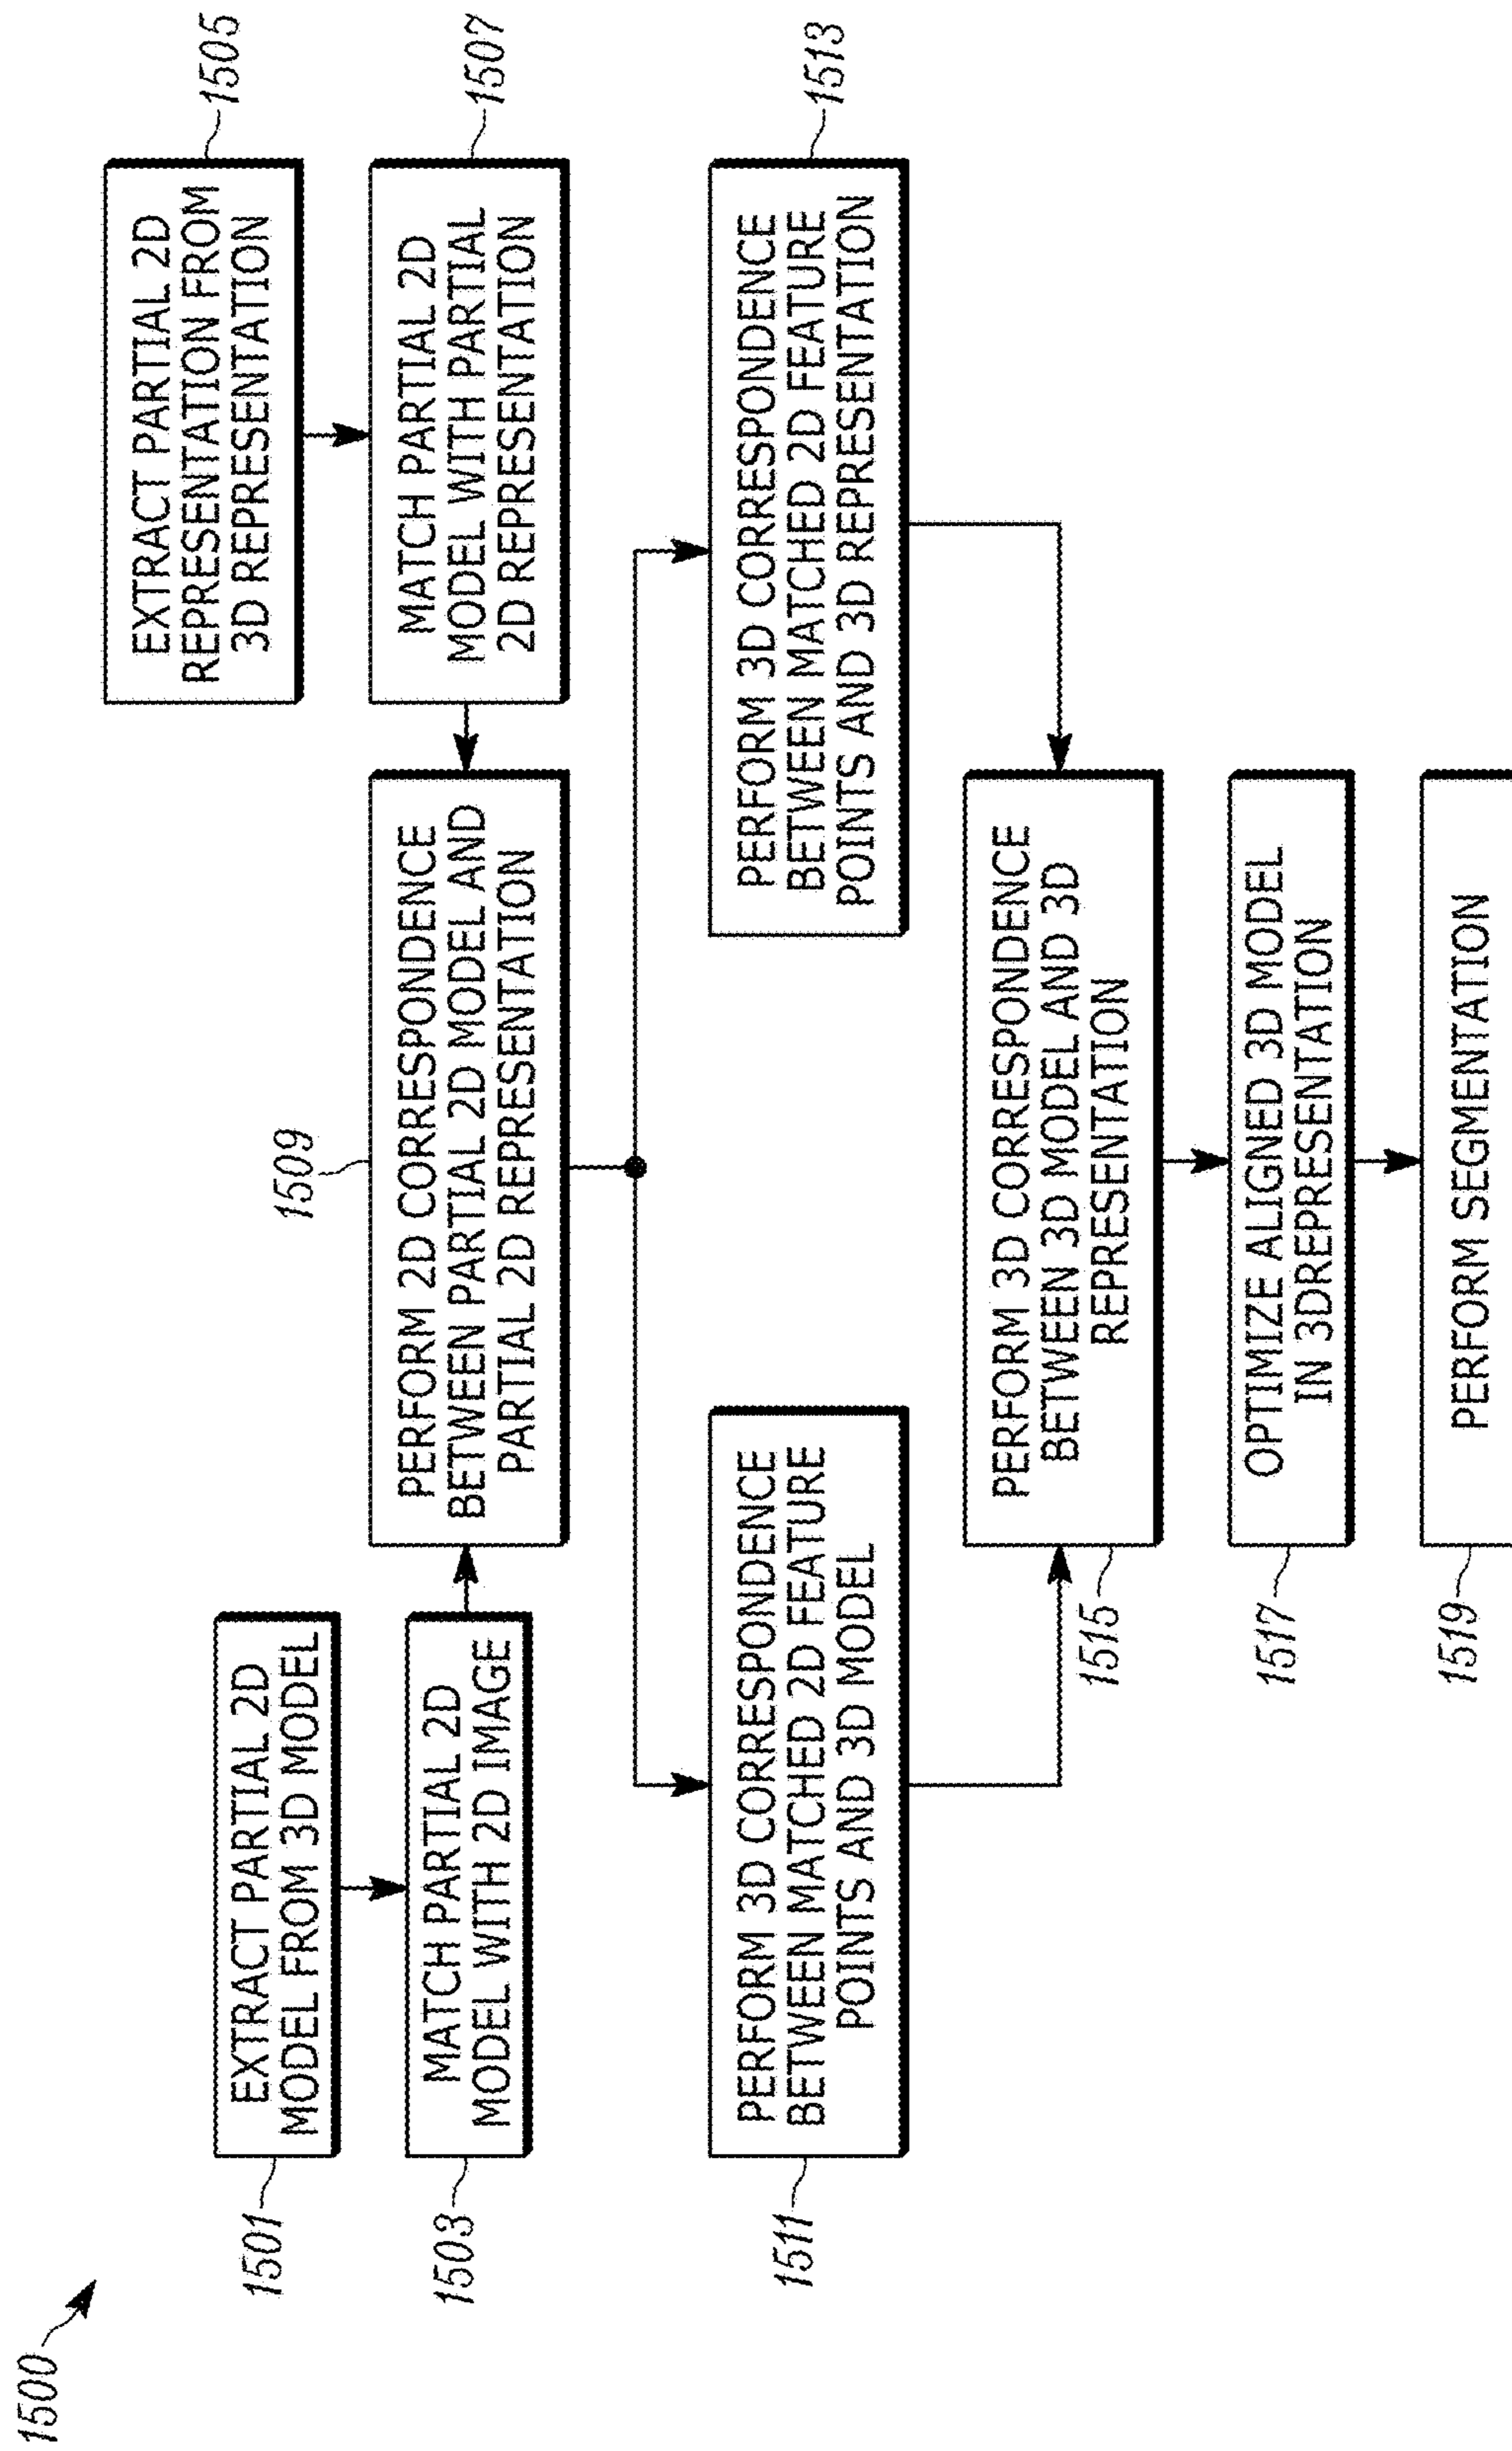 1500
1501
EXTRACT PARTIAL 2D
MODEL FROM 3D MODEL
1503
MATCH PARTIAL 2D
MODEL WITH 2D IMAGE
1505
EXTRACT PARTIAL 2D
REPRESENTATION FROM
3D REPRESENTATION
1507
MATCH PARTIAL 2D
MODEL WITH PARTIAL
2D REPRESENTATION
1509
PERFORM 2D CORRESPONDENCE
BETWEEN PARTIAL 2D MODEL AND
PARTIAL 2D REPRESENTATION
1511
PERFORM 3D CORRESPONDENCE
BETWEEN MATCHED 2D FEATURE
POINTS AND 3D MODEL
1513
PERFORM 3D CORRESPONDENCE
BETWEEN MATCHED 2D FEATURE
POINTS AND 3D REPRESENTATION
1515
PERFORM 3D CORRESPONDENCE
BETWEEN 3D MODEL AND 3D
REPRESENTATION
1517
OPTIMIZE ALIGNED 3D MODEL
IN 3DREPRESENTATION
1519
PERFORM SEGMENTATION